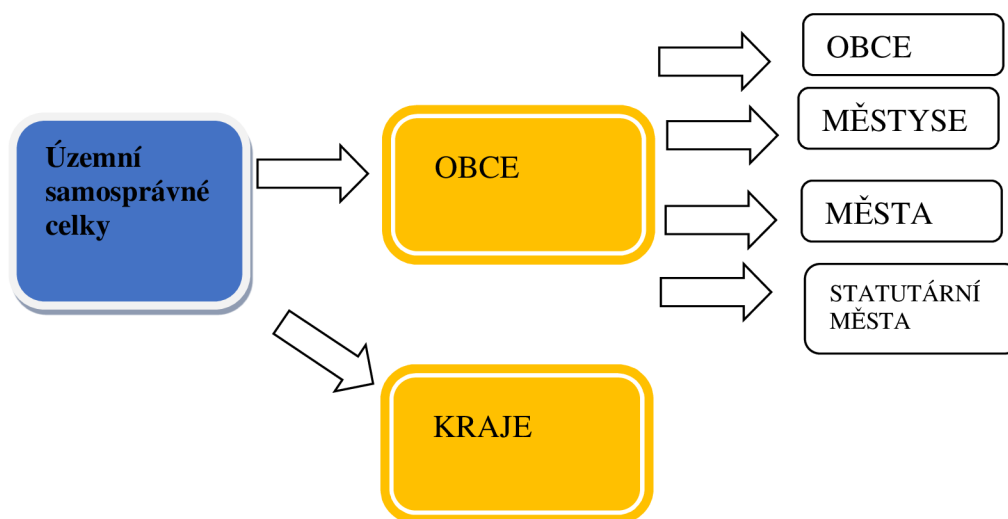 Územní
samosprávné
celky
OBCE
KRAJE
OBCE
MĚSTYSE
MĚSTA
STATUTÁRNÍ
MĚSTA